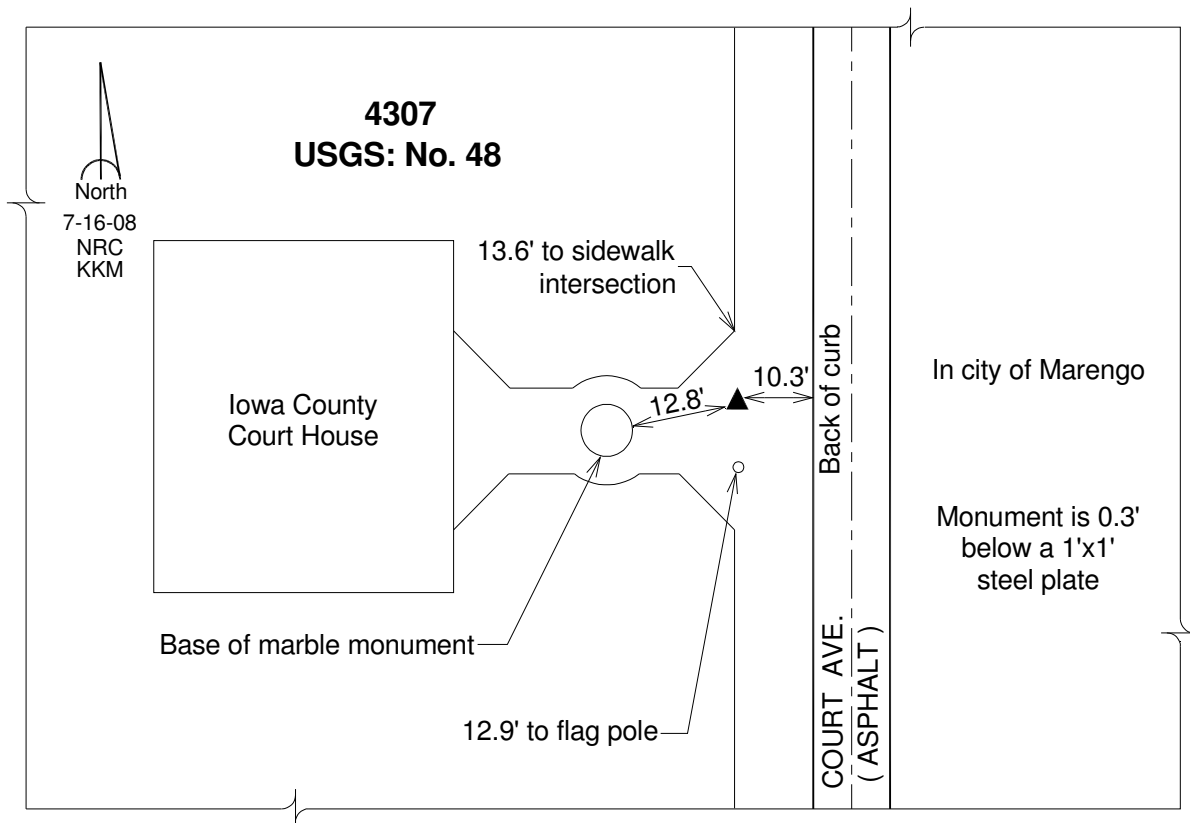 4307
USGS: No. 48
North
7-16-08
NRC
KKM
13.6' to sidewalk
intersection
10.3'
12.8'
Back of curb
In city of Marengo
Iowa County
Court House
Monument is 0.3'
below a 1'x1'
steel plate
Base of marble monument
12.9' to flag pole
COURT AVE.
( ASPHALT )